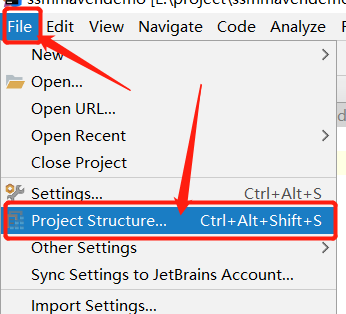 ssmmavendemo [E:\project\ssmmavendemo
File Edit View Navigate Code Analyze
New
Open...
Open URL...
Open Recent
Close Project
Settings... Ctrl+Alt+S
Project Structure... Ctrl+Alt+Shift+S
Other Settings
Sync Settings to JetBrains Account...
Import Settings...